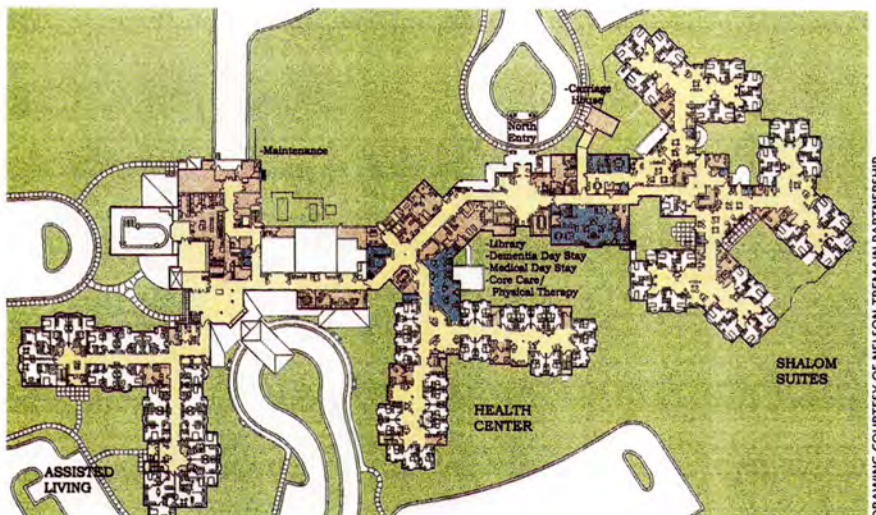 -Carriage
House
North
Entry
-Maintenance
-Library
-Dementia Day Stay
-Medical Day Stay
-Core Care/
Physical Therapy
SHALOM
SUITES
HEALTH
CENTER
ASSISTED
LIVING
DRAWING COURTESY OF NELSON-TREMAIN PARTNERSHIP